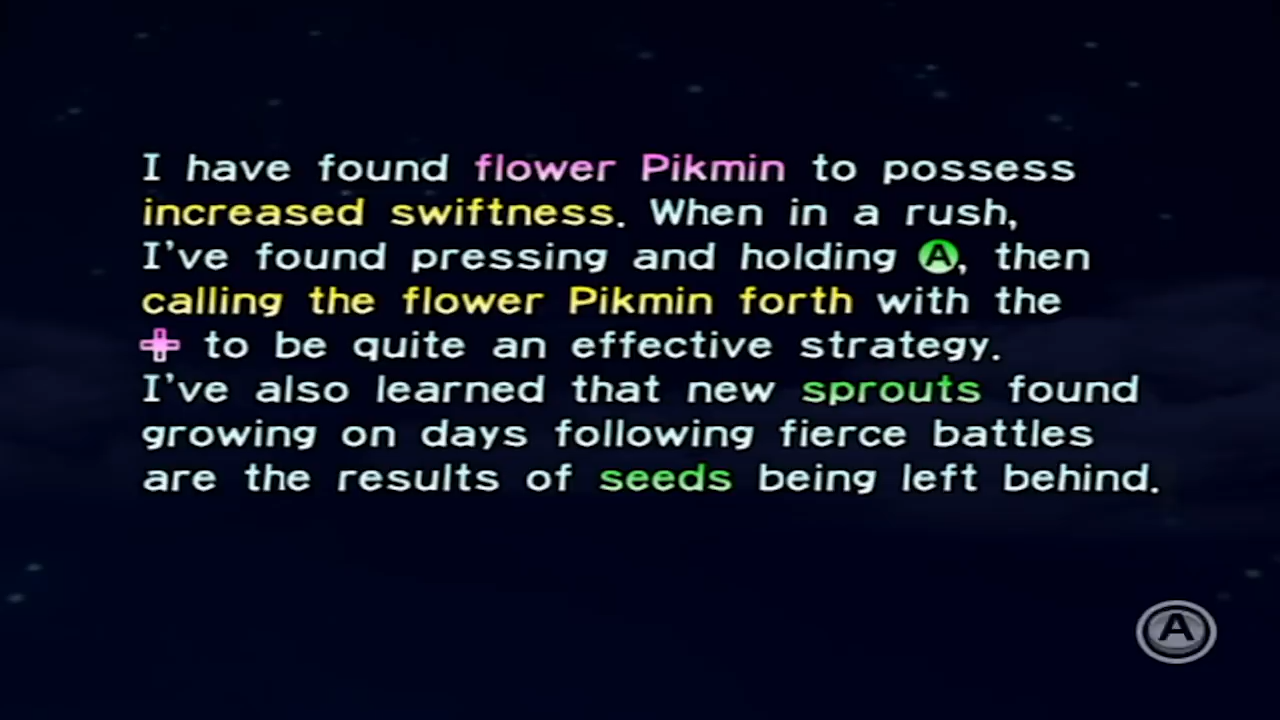 I have found flower Pikmin to possess
increased swiftness. When in a rush,
I've found pressing and holding A, then
calling the flower Pikmin forth with the
to be quite an effective strategy.
I've also learned that new sprouts found
growing on days following fierce battles
are the results of seeds being left behind.
A